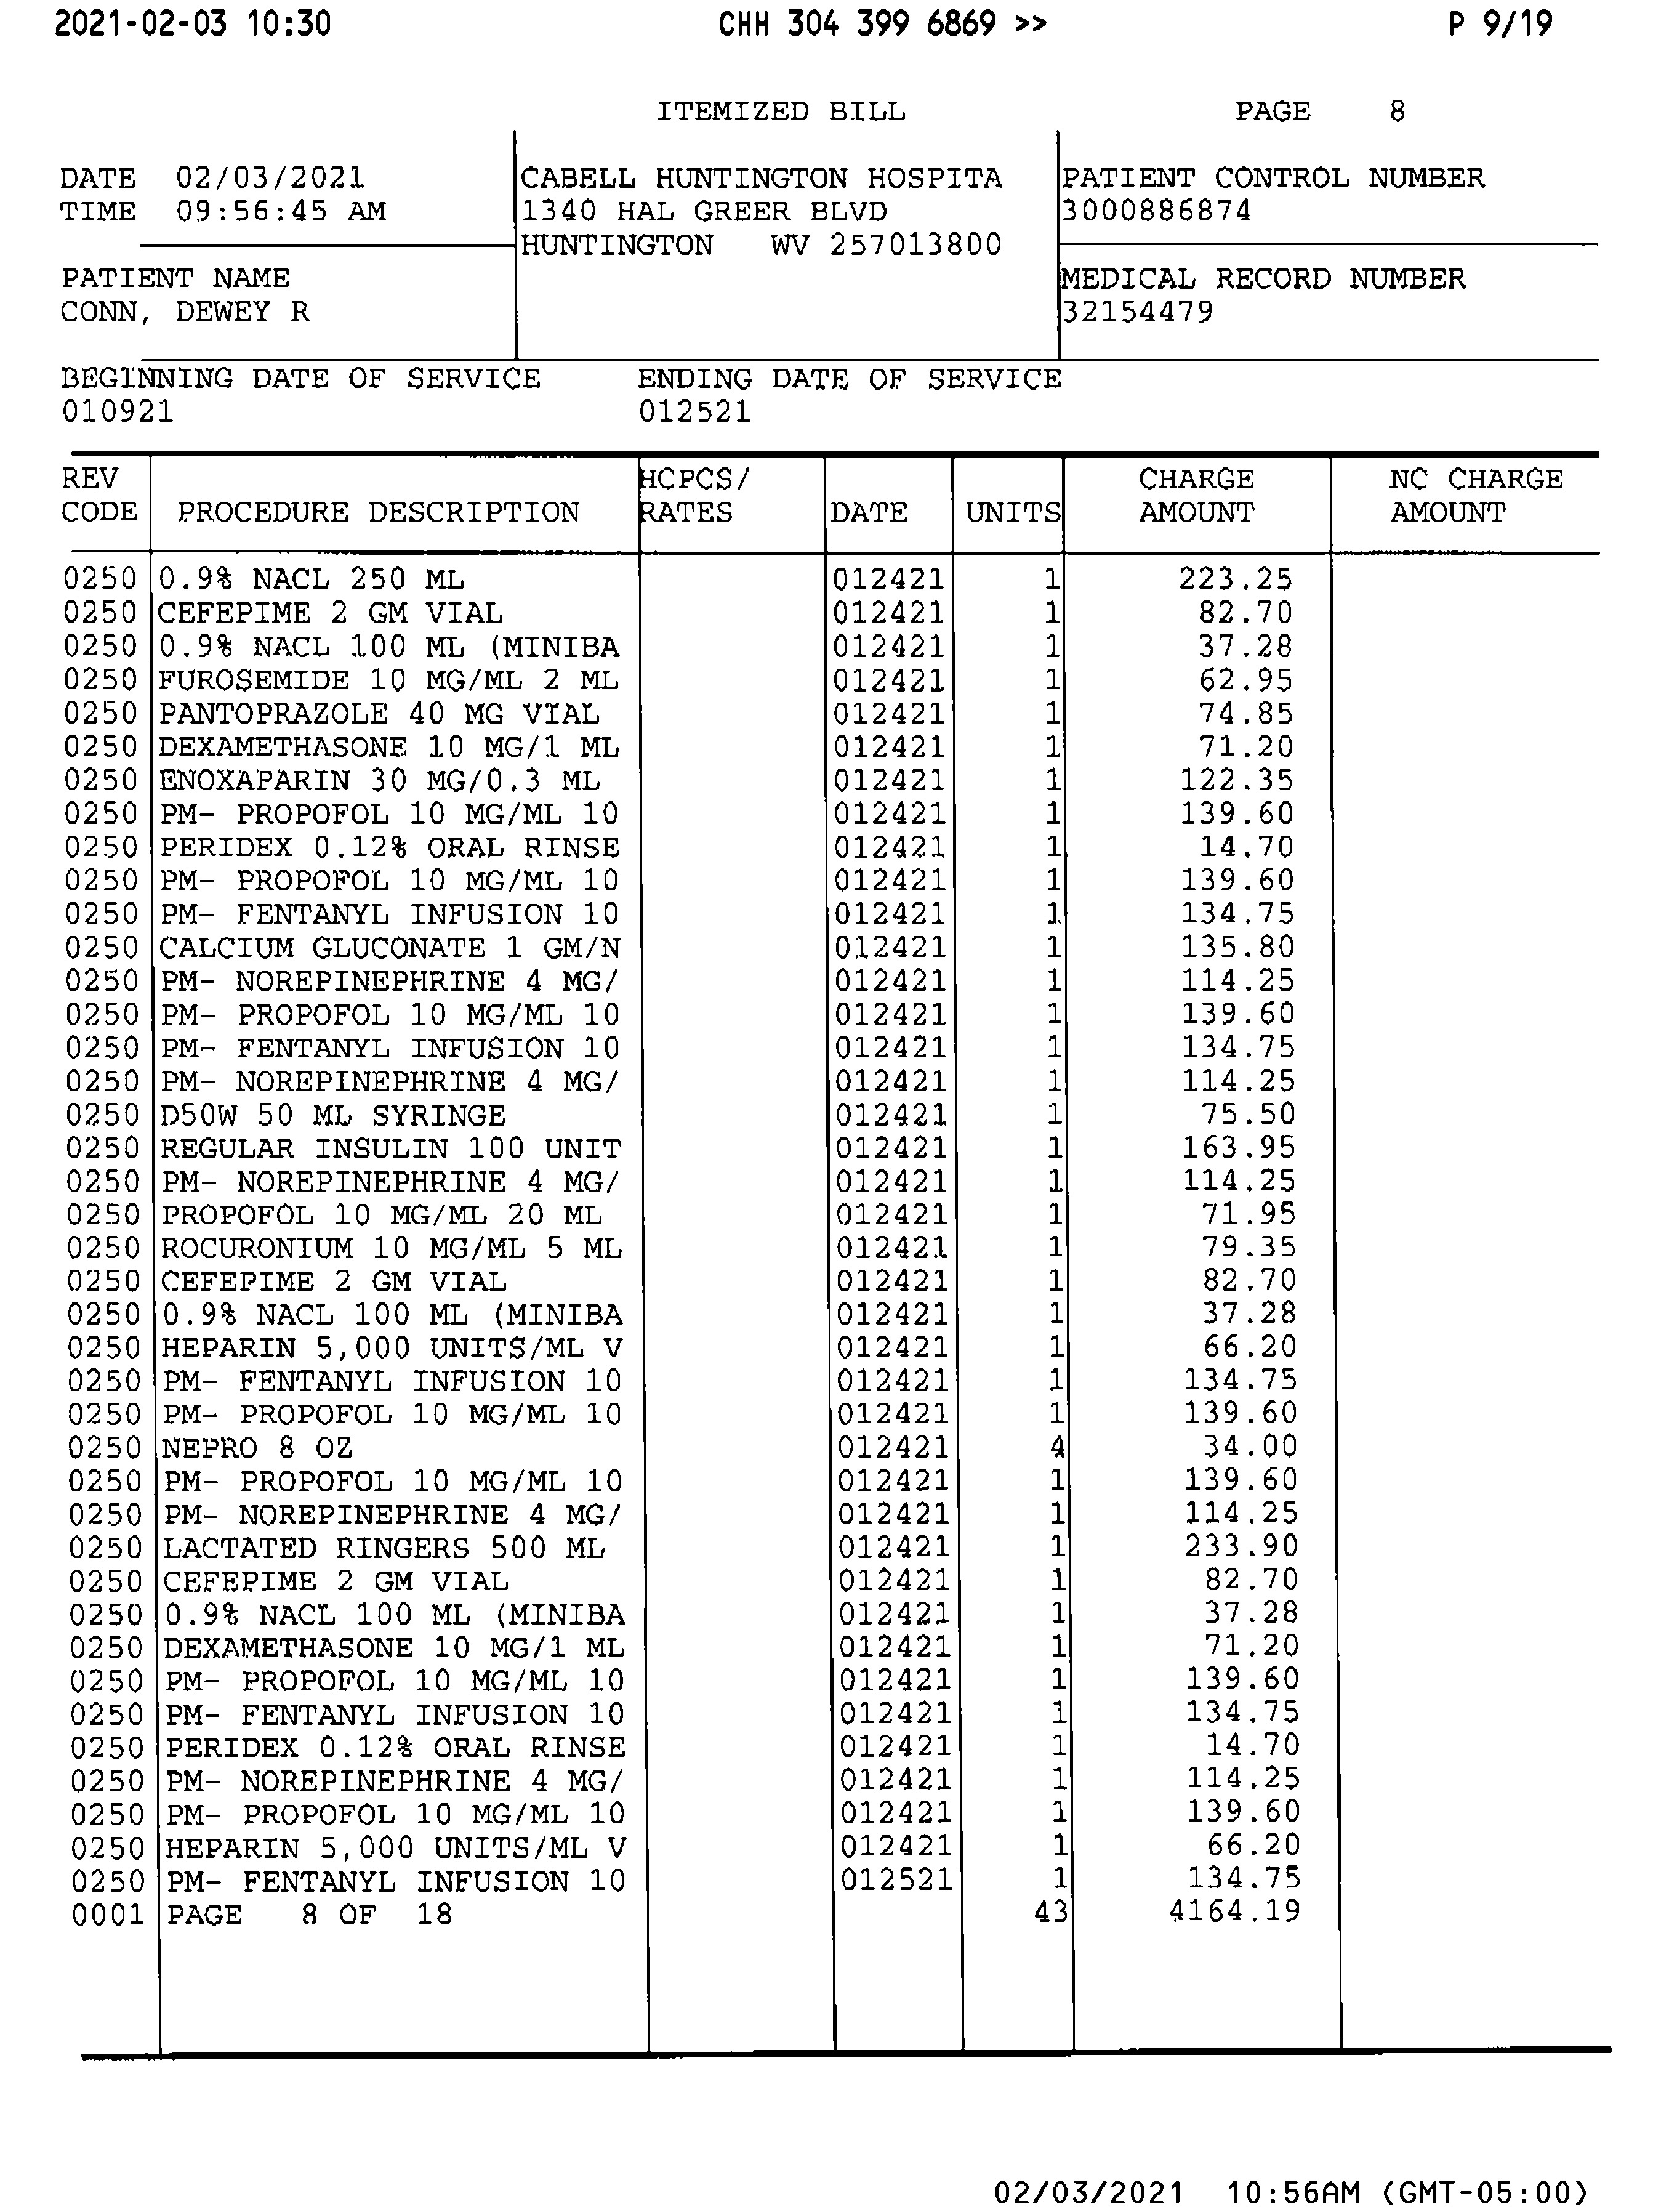 2021-02-03 10:30 CHH 304 399 6869 >> P 9/19
ITEMIZED BILL PAGE 8
DATE 02/03/2021 CABELL HUNTINGTON HOSPITA PATIENT CONTROL NUMBER
TIME 09:56:45 AM 1340 HAL GREER BLVD 3000886874
HUNTINGTON WV 257013800
PATIENT NAME MEDICAL RECORD NUMBER
CONN, DEWEY R 32154479
BEGINNING DATE OF SERVICE ENDING DATE OF SERVICE
010921 012521
REV HCPCS/ CHARGE NC CHARGE
CODE PROCEDURE DESCRIPTION RATES DATE UNITS AMOUNT AMOUNT
0250 0.9% NACL 250 ML 012421 1 223.25
0250 CEFEPIME 2 GM VIAL 012421 1 82.70
0250 0.9% NACL 100 ML (MINIBA 012421 1 37.28
0250 FUROSEMIDE 10 MG/ML 2 ML 012421 1 62.95
0250 PANTOPRAZOLE 40 MG VIAL 012421 1 74.85
0250 DEXAMETHASONE 10 MG/1 ML 012421 1 71.20
0250 ENOXAPARIN 30 MG/0.3 ML 012421 1 122.35
0250 PM- PROPOFOL 10 MG/ML 10 012421 1 139.60
0250 PERIDEX 0.12% ORAL RINSE 012421 1 14.70
0250 PM- PROPOFOL 10 MG/ML 10 012421 1 139.60
0250 PM- FENTANYL INFUSION 10 012421 1 134.75
0250 CALCIUM GLUCONATE 1 GM/N 012421 1 135.80
0250 PM- NOREPINEPHRINE 4 MG/ 012421 1 114.25
0250 PM- PROPOFOL 10 MG/ML 10 012421 1 139.60
0250 PM- FENTANYL INFUSION 10 012421 1 134.75
0250 PM- NOREPINEPHRINE 4 MG/ 012421 1 114.25
0250 D50W 50 ML SYRINGE 012421 1 75.50
0250 REGULAR INSULIN 100 UNIT 012421 1 163.95
0250 PM- NOREPINEPHRINE 4 MG/ 012421 1 114.25
0250 PROPOFOL 10 MG/ML 20 ML 012421 1 71.95
0250 ROCURONIUM 10 MG/ML 5 ML 012421 1 79.35
0250 CEFEPIME 2 GM VIAL 012421 1 82.70
0250 0.9% NACL 100 ML (MINIBA 012421 1 37.28
0250 HEPARIN 5,000 UNITS/ML V 012421 1 66.20
0250 PM- FENTANYL INFUSION 10 012421 1 134.75
0250 PM- PROPOFOL 10 MG/ML 10 012421 1 139.60
0250 NEPRO 8 OZ 012421 4 34.00
0250 PM- PROPOFOL 10 MG/ML 10 012421 1 139.60
0250 PM- NOREPINEPHRINE 4 MG/ 012421 1 114.25
0250 LACTATED RINGERS 500 ML 012421 1 233.90
0250 CEFEPIME 2 GM VIAL 012421 1 82.70
0250 0.9% NACL 100 ML (MINIBA 012421 1 37.28
0250 DEXAMETHASONE 10 MG/1 ML 012421 1 71.20
0250 PM- PROPOFOL 10 MG/ML 10 012421 1 139.60
0250 PM- FENTANYL INFUSION 10 012421 1 134.75
0250 PERIDEX 0.12% ORAL RINSE 012421 1 14.70
0250 PM- NOREPINEPHRINE 4 MG/ 012421 1 114.25
0250 PM- PROPOFOL 10 MG/ML 10 012421 1 139.60
0250 HEPARIN 5,000 UNITS/ML V 012421 1 66.20
0250 PM- FENTANYL INFUSION 10 012521 1 134.75
0001 PAGE 8 OF 18 43 4164.19
02/03/2021 10:56AM (GMT-05:00)